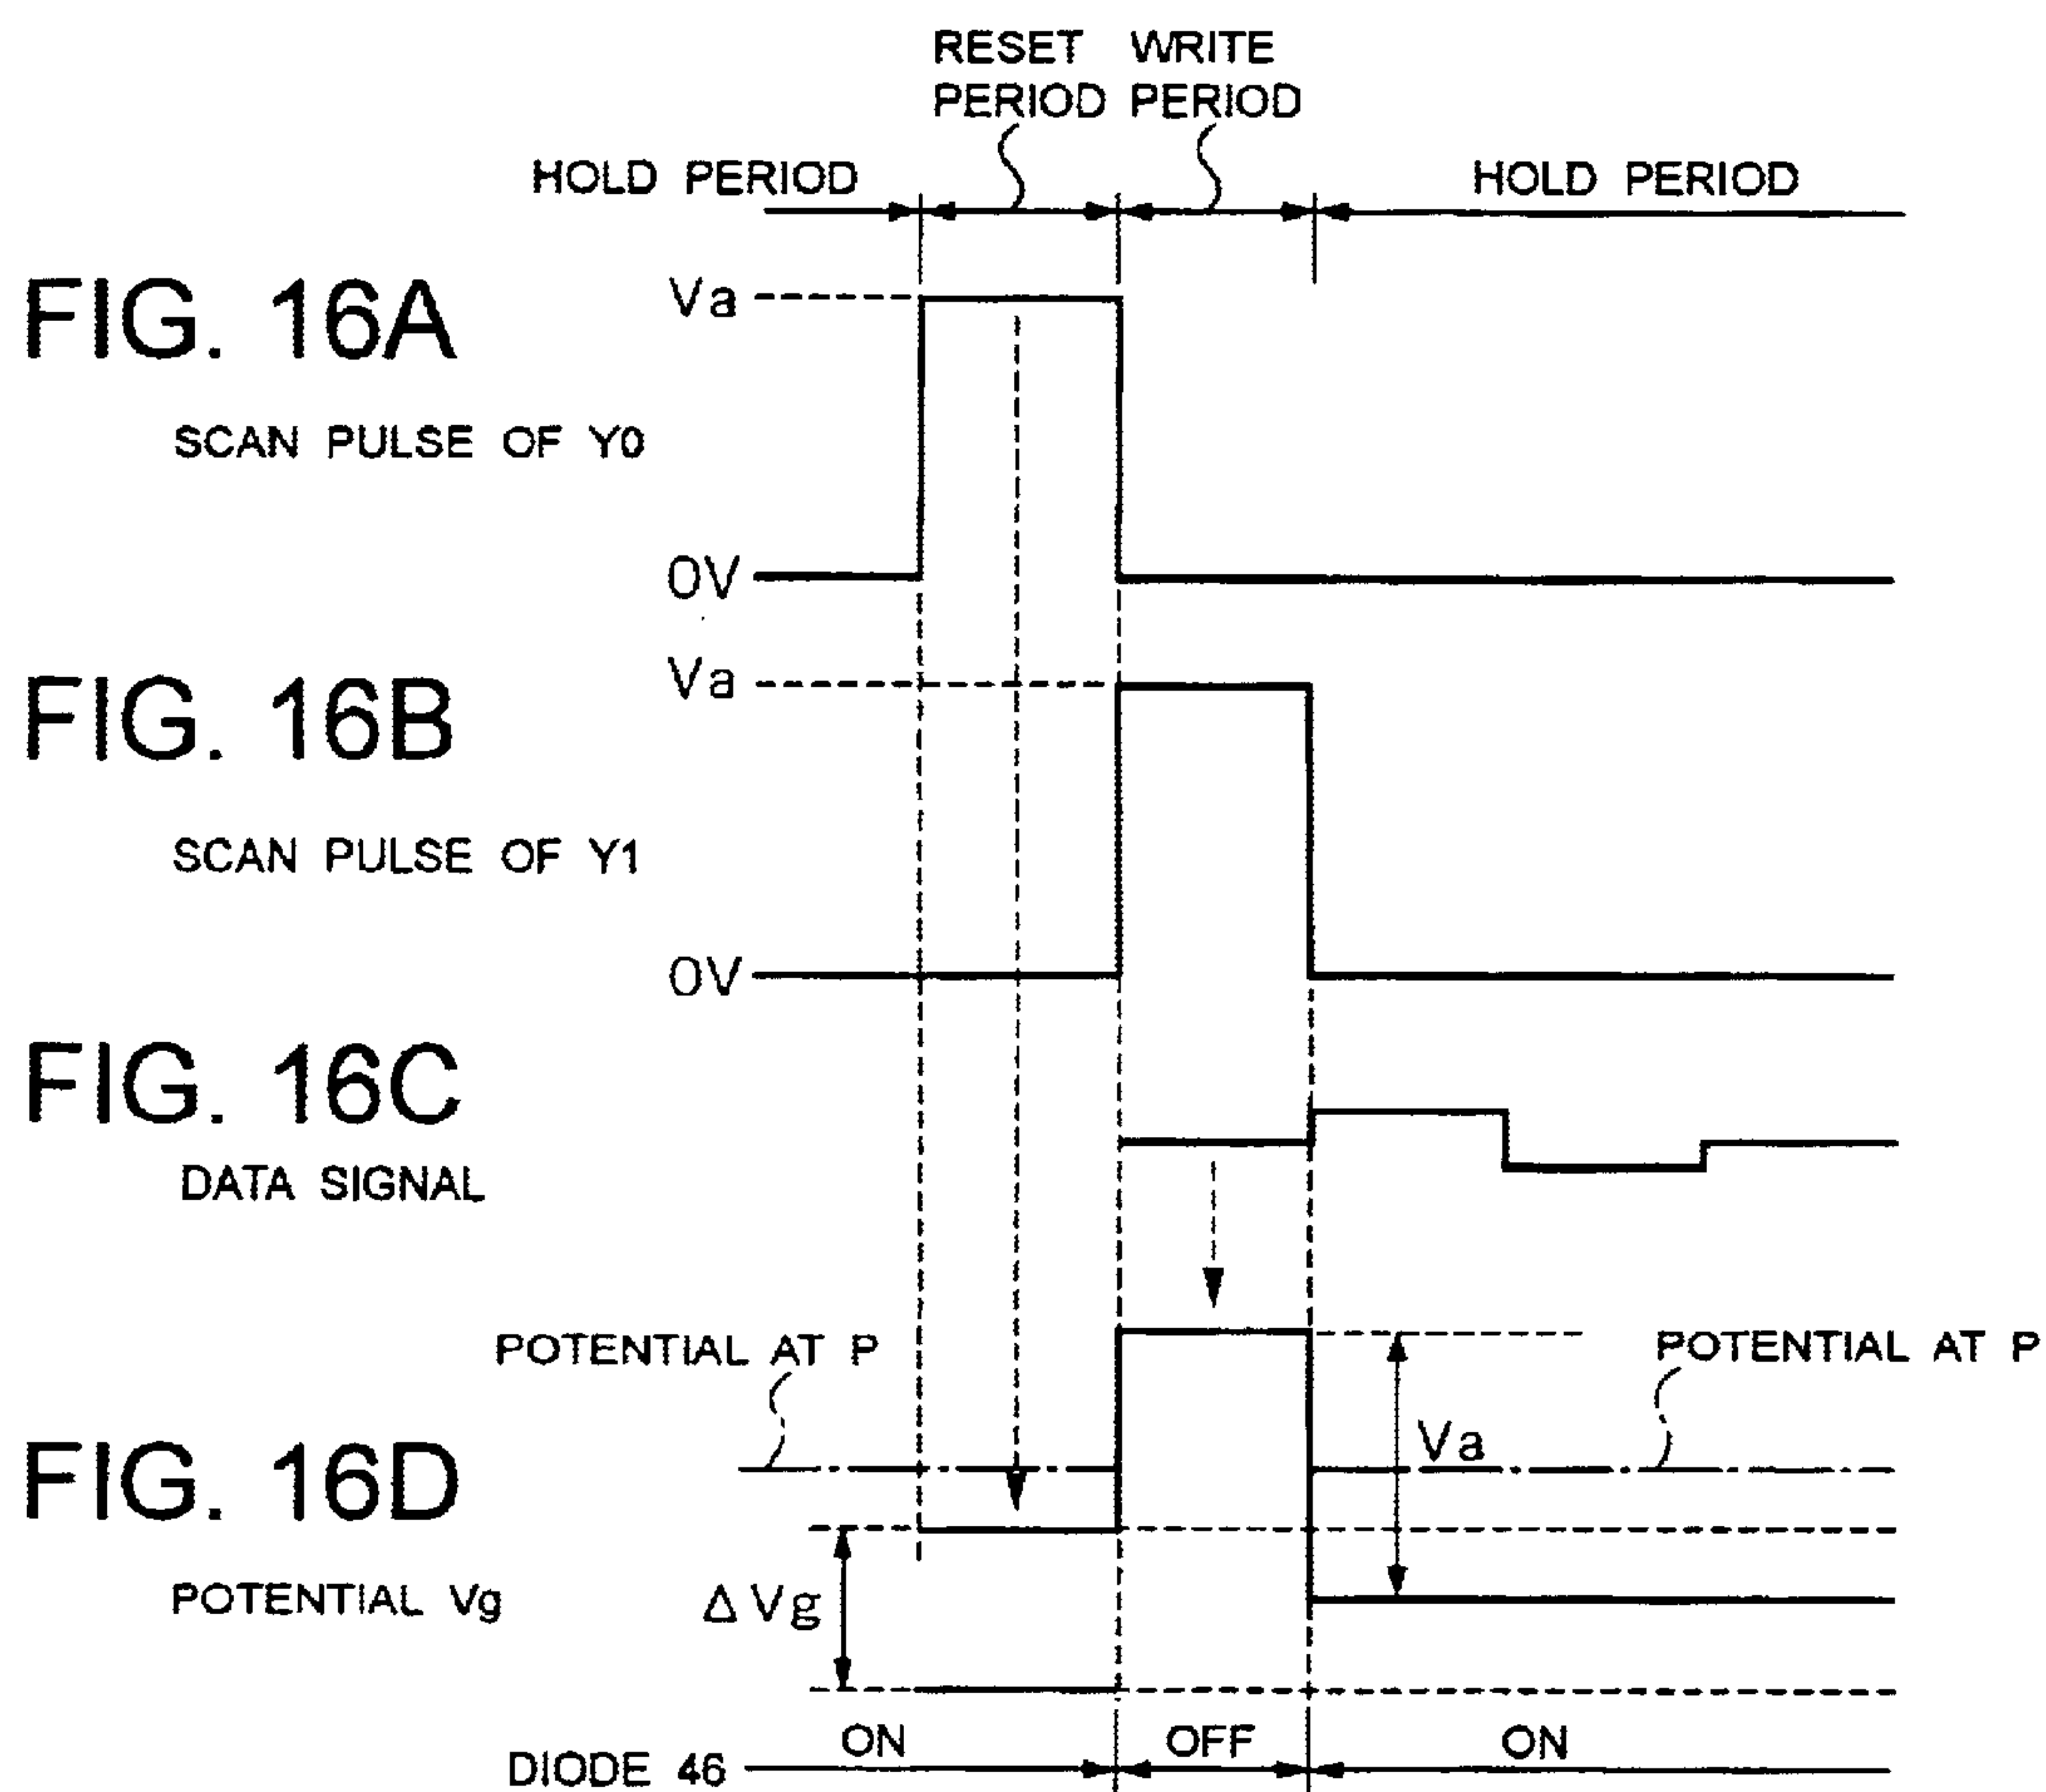 RESET WRITE
PERIOD PERIOD
HOLD PERIOD
HOLD PERIOD
FIG. 16A
Va
SCAN PULSE OF Y0
0V
FIG. 16B
Va
SCAN PULSE OF Y1
0V
FIG. 16C
DATA SIGNAL
POTENTIAL AT P
POTENTIAL AT P
FIG. 16D
Va
POTENTIAL Vg
Δ Vg
ON
OFF
ON
DIODE 46